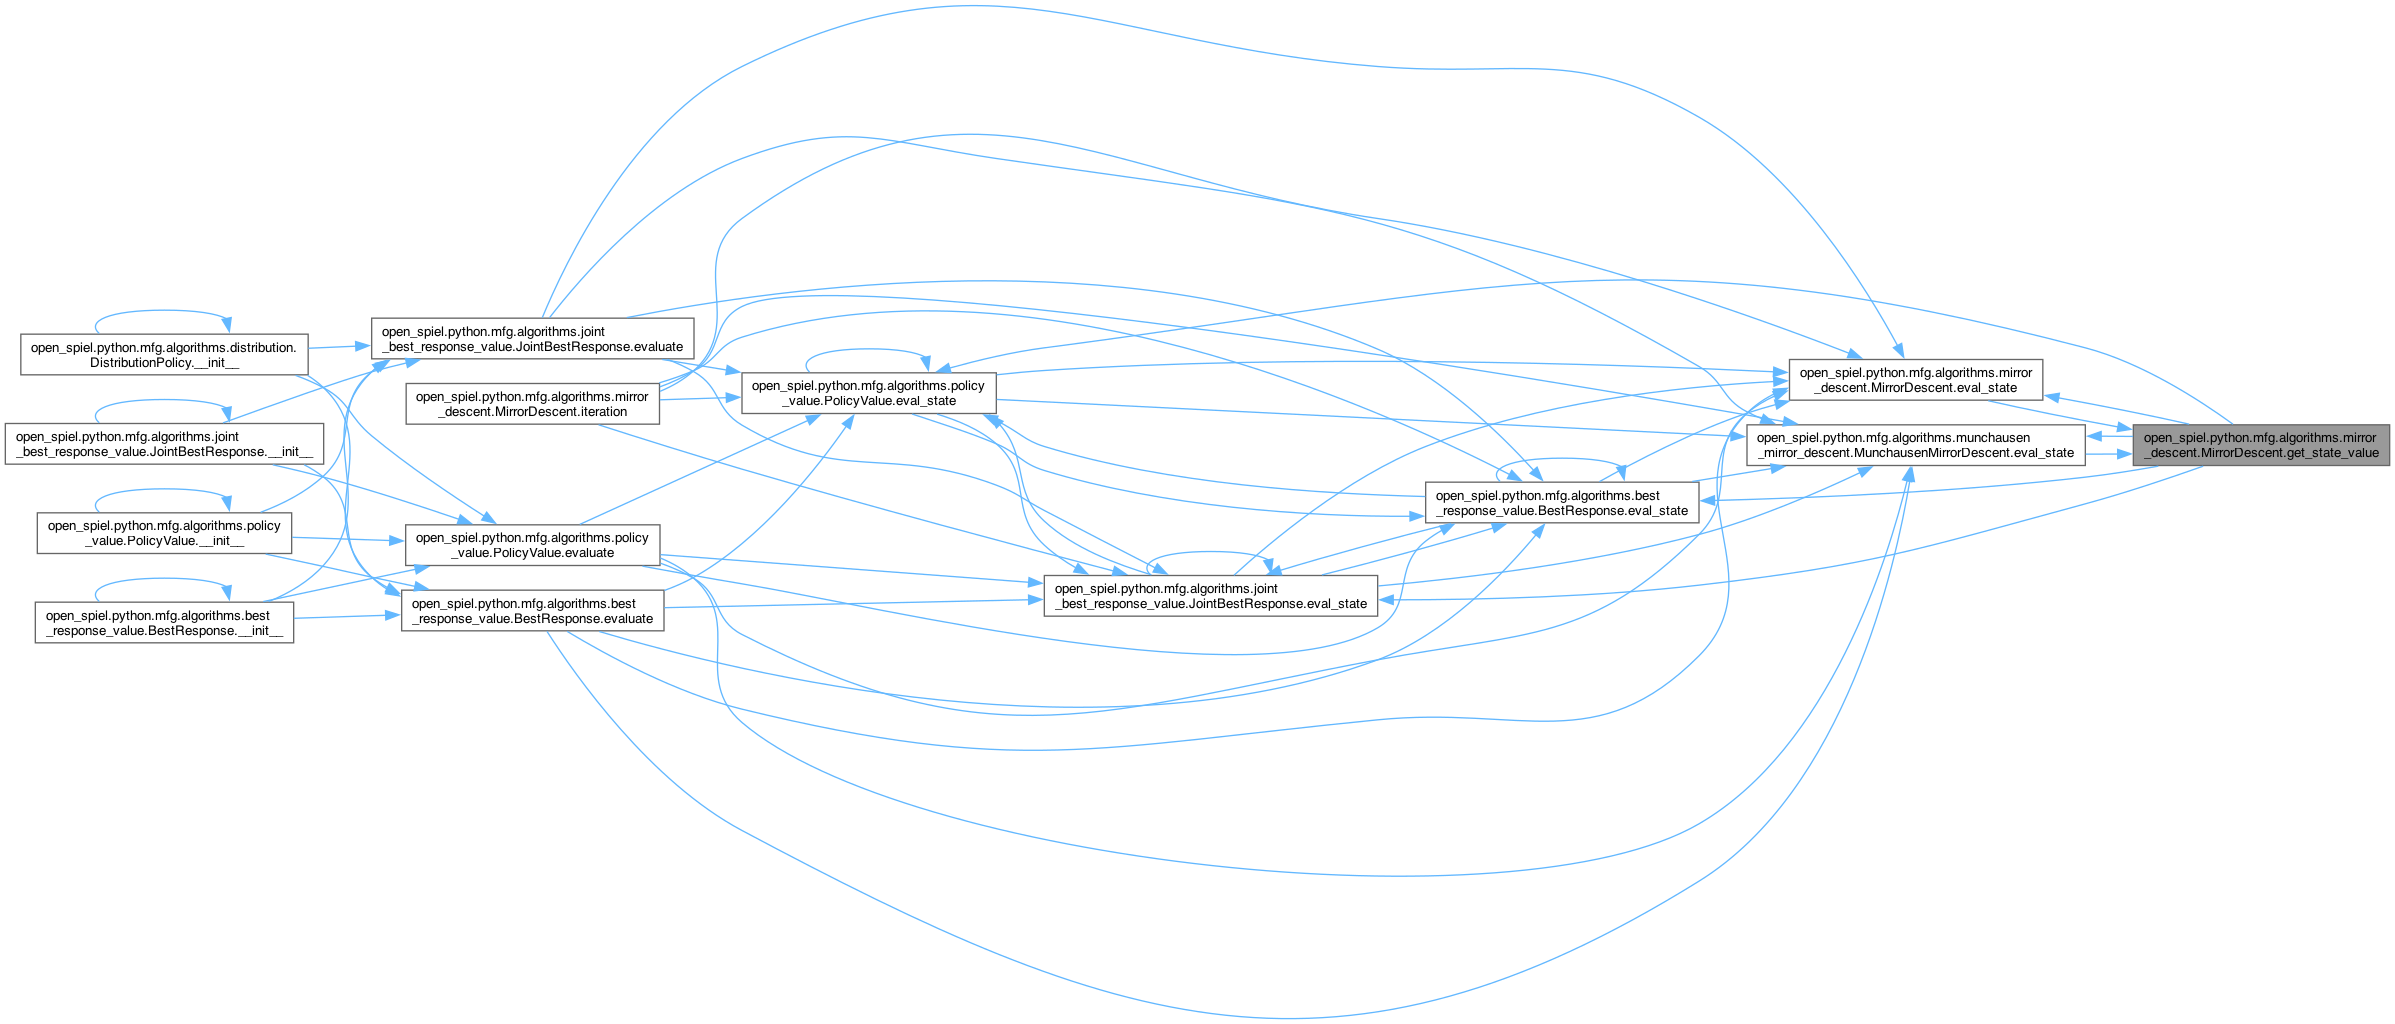 open_spiel.python.mfg.algorithms.distribution.
DistributionPolicy.__init__
open_spiel.python.mfg.algorithms.joint
_best_response_value.JointBestResponse.__init__
open_spiel.python.mfg.algorithms.policy
_value.PolicyValue.__init__
open_spiel.python.mfg.algorithms.best
_response_value.BestResponse.__init__
open_spiel.python.mfg.algorithms.joint
_best_response_value.JointBestResponse.evaluate
open_spiel.python.mfg.algorithms.mirror
_descent.MirrorDescent.iteration
open_spiel.python.mfg.algorithms.policy
_value.PolicyValue.evaluate
open_spiel.python.mfg.algorithms.best
_response_value.BestResponse.evaluate
open_spiel.python.mfg.algorithms.policy
_value.PolicyValue.eval_state
open_spiel.python.mfg.algorithms.joint
_best_response_value.JointBestResponse.eval_state
open_spiel.python.mfg.algorithms.best
_response_value.BestResponse.eval_state
open_spiel.python.mfg.algorithms.mirror
_descent.MirrorDescent.eval_state
open_spiel.python.mfg.algorithms.munchausen
_mirror_descent.MunchausenMirrorDescent.eval_state
open_spiel.python.mfg.algorithms.mirror
_descent.MirrorDescent.get_state_value